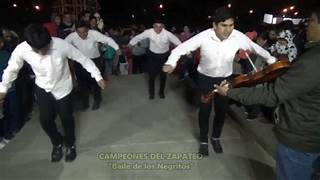 CAMPEONES DEL ZAPATEO
"Baile de los Negritos"